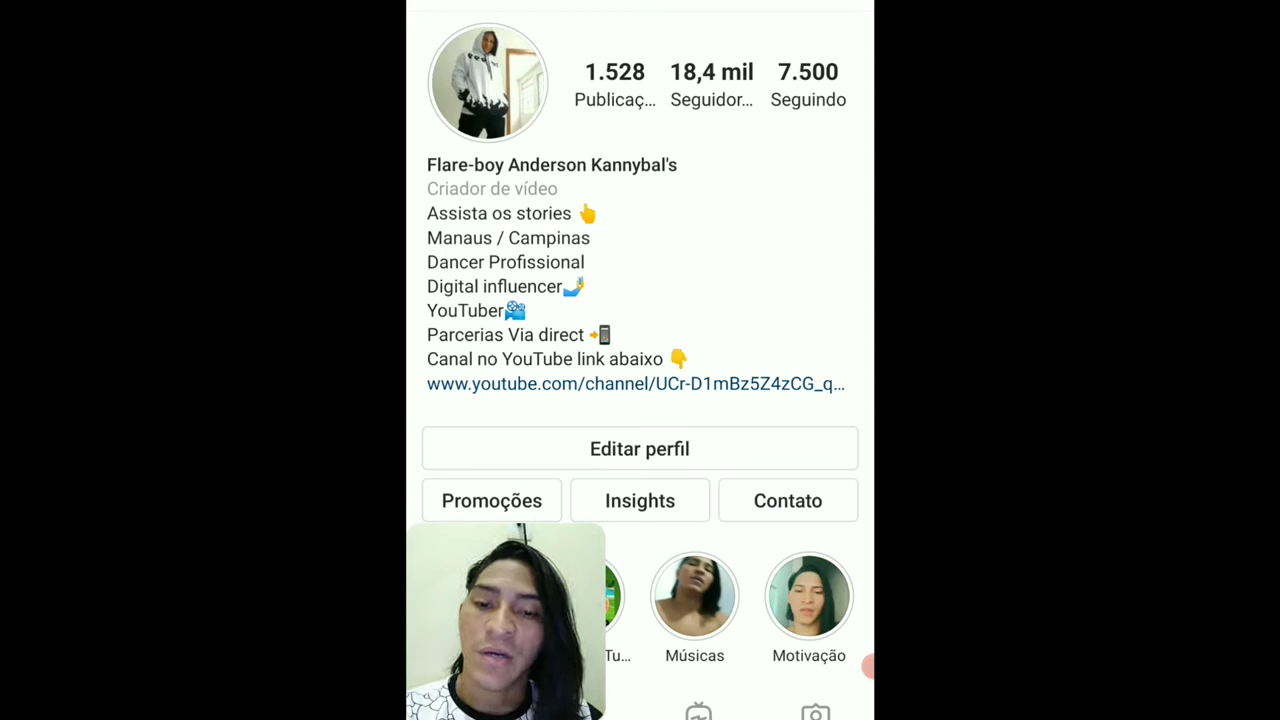 1.528 18,4 mil 7.500
Publicaç... Seguidor... Seguindo
Flare-boy Anderson Kannybal's
Criador de vídeo
Assista os stories 👆
Manaus / Campinas
Dancer Profissional
Digital influencer🤳
YouTuber🎦
Parcerias Via direct 📲
Canal no YouTube link abaixo 👇
www.youtube.com/channel/UCr-D1mBz5Z4zCG_q...
Editar perfil
Promoções Insights Contato
Tu... Músicas Motivação